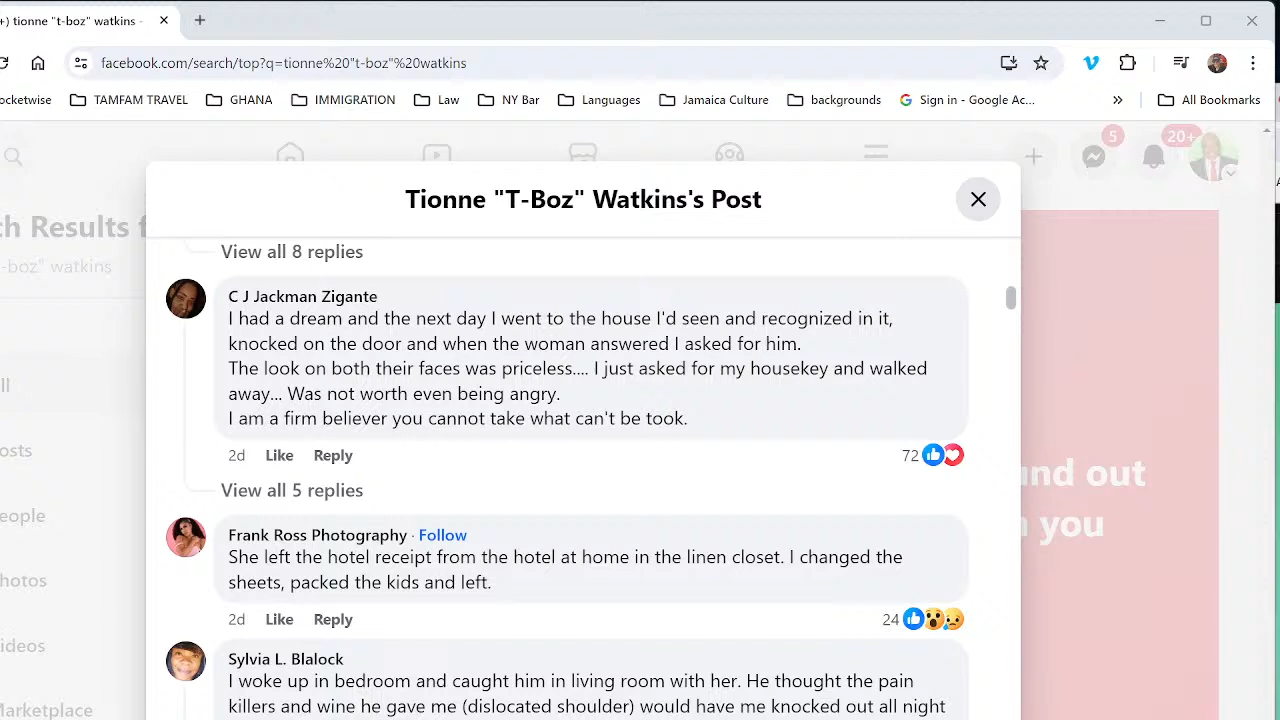 +) tionne "t-boz" watkins -
facebook.com/search/top?q=tionne%20"t-boz"%20watkins
ocketwise TAMFAM TRAVEL GHANA IMMIGRATION Law NY Bar Languages Jamaica Culture backgrounds Sign in - Google Ac... » All Bookmarks
5
20+
ch Results f
-boz" watkins
Tionne "T-Boz" Watkins's Post
View all 8 replies
C J Jackman Zigante
I had a dream and the next day I went to the house I'd seen and recognized in it,
knocked on the door and when the woman answered I asked for him.
The look on both their faces was priceless.... I just asked for my housekey and walked
away... Was not worth even being angry.
I am a firm believer you cannot take what can't be took.
2d Like Reply 72
View all 5 replies
Frank Ross Photography · Follow
She left the hotel receipt from the hotel at home in the linen closet. I changed the
sheets, packed the kids and left.
2d Like Reply 24
Sylvia L. Blalock
I woke up in bedroom and caught him in living room with her. He thought the pain
killers and wine he gave me (dislocated shoulder) would have me knocked out all night
ll
osts
eople
hotos
ideos
Marketplace
und out
you